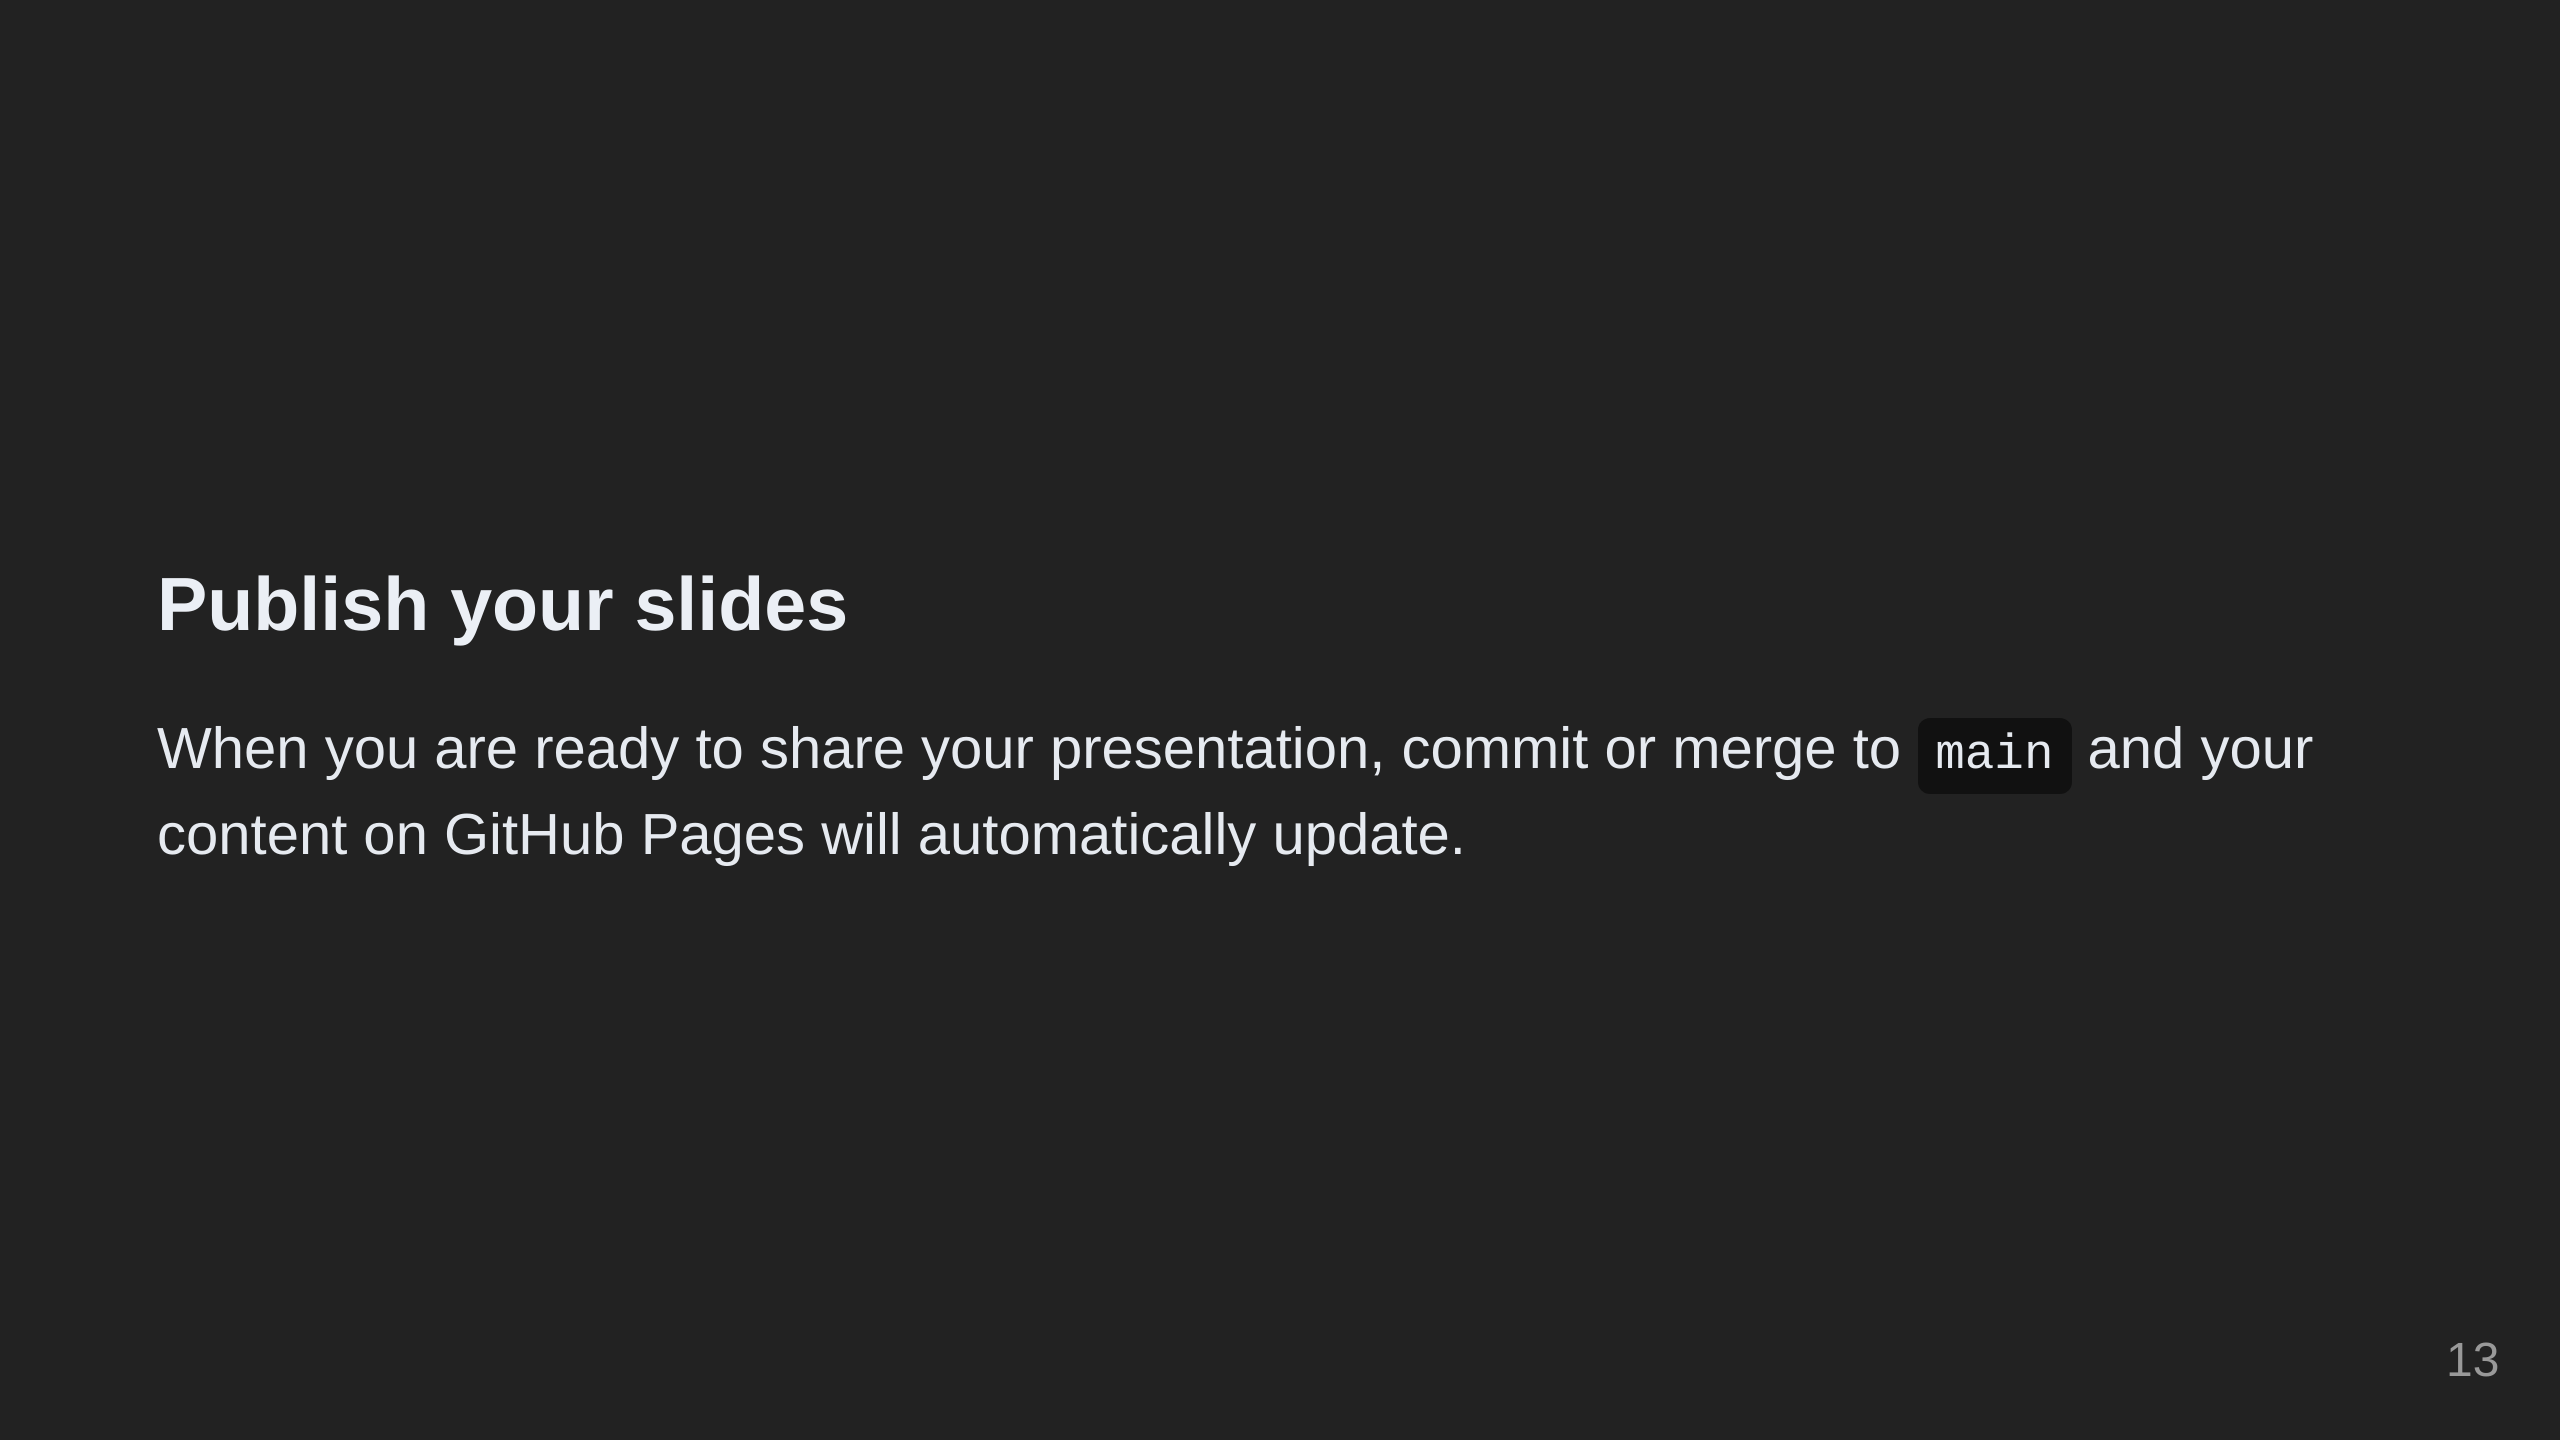 Publish your slides
When you are ready to share your presentation, commit or merge to main and your
content on GitHub Pages will automatically update.
13